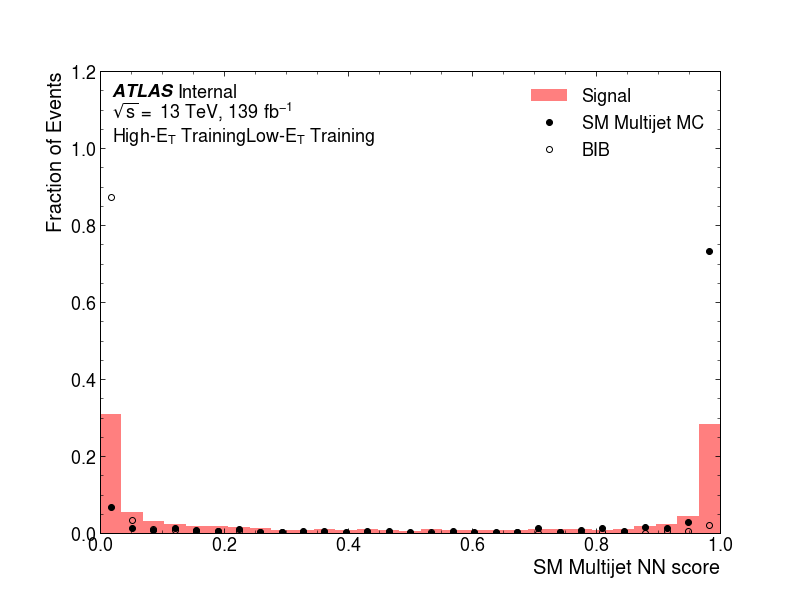 ATLAS Internal
√s = 13 TeV, 139 fb⁻¹
High-E_T TrainingLow-E_T Training
Signal
SM Multijet MC
BIB
Fraction of Events
1.2
1.0
0.8
0.6
0.4
0.2
0.0
0.0 0.2 0.4 0.6 0.8 1.0
SM Multijet NN score